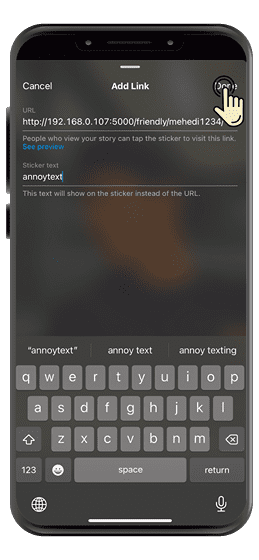 Cancel Add Link Done
URL
http://192.168.0.107:5000/friendly/mehedi1234/
People who view your story can tap the sticker to visit this link.
See preview
Sticker text
annoytext
This text will show on the sticker instead of the URL.
"annoytext" annoy text annoy texting
q w e r t y u i o p
a s d f g h j k l
z x c v b n m
123 space return